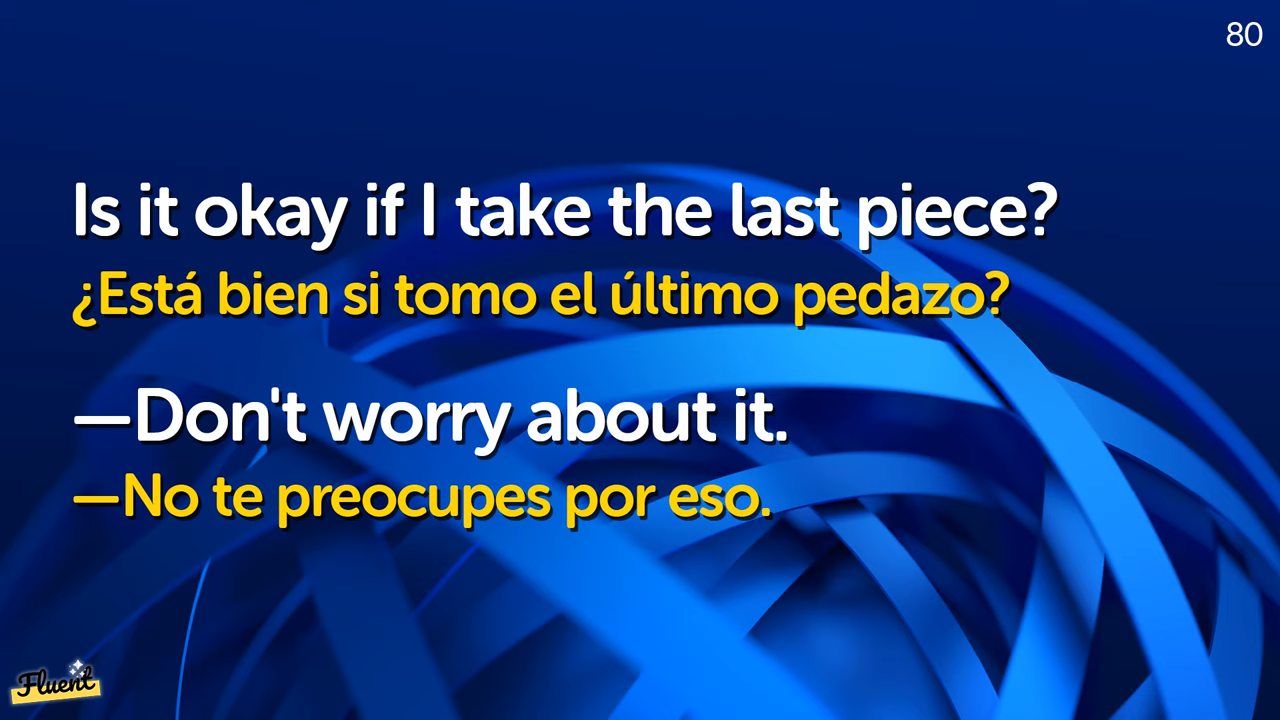 80
Is it okay if I take the last piece?
¿Está bien si tomo el último pedazo?
—Don't worry about it.
—No te preocupes por eso.
Fluent